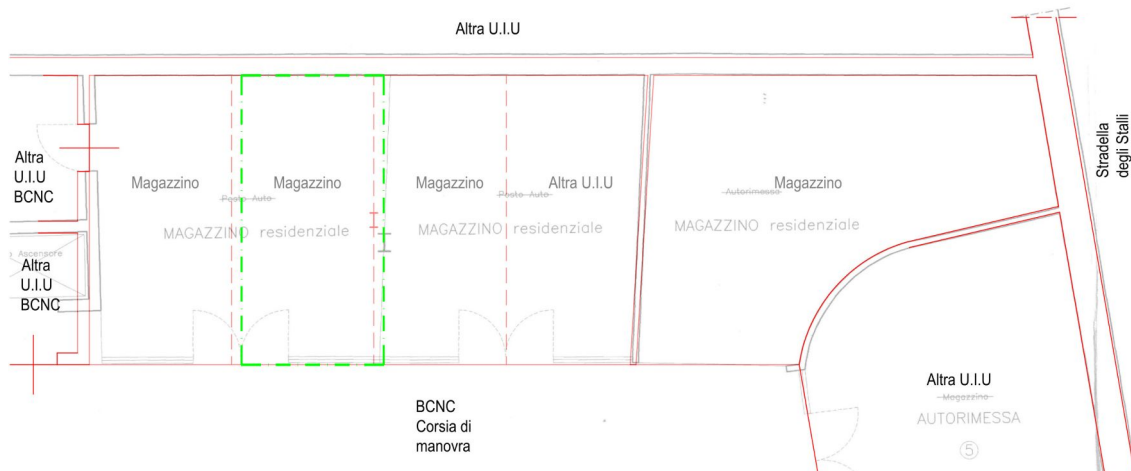 Altra U.I.U
Altra
U.I.U
BCNC
Magazzino
Magazzino
Magazzino
Altra U.I.U
Magazzino
Posto Auto
Posto Auto
Autorimessa
MAGAZZINO residenziale
MAGAZZINO residenziale
MAGAZZINO residenziale
Stradella
degli Stalli
Ascensore
Altra
U.I.U
BCNC
BCNC
Corsia di
manovra
Altra U.I.U
Magazzino
AUTORIMESSA
5